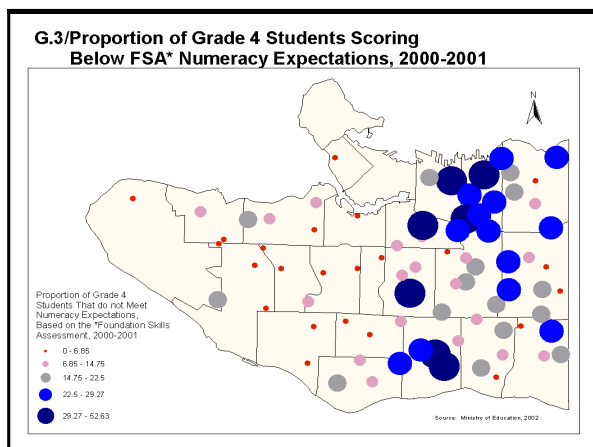 G.3/Proportion of Grade 4 Students Scoring
Below FSA* Numeracy Expectations, 2000-2001
N
Proportion of Grade 4
Students That do not Meet
Numeracy Expectations,
Based on the *Foundation Skills
Assessment, 2000-2001
0 - 6.85
6.85 - 14.75
14.75 - 22.5
22.5 - 29.27
29.27 - 52.63
Source: Ministry of Education, 2002